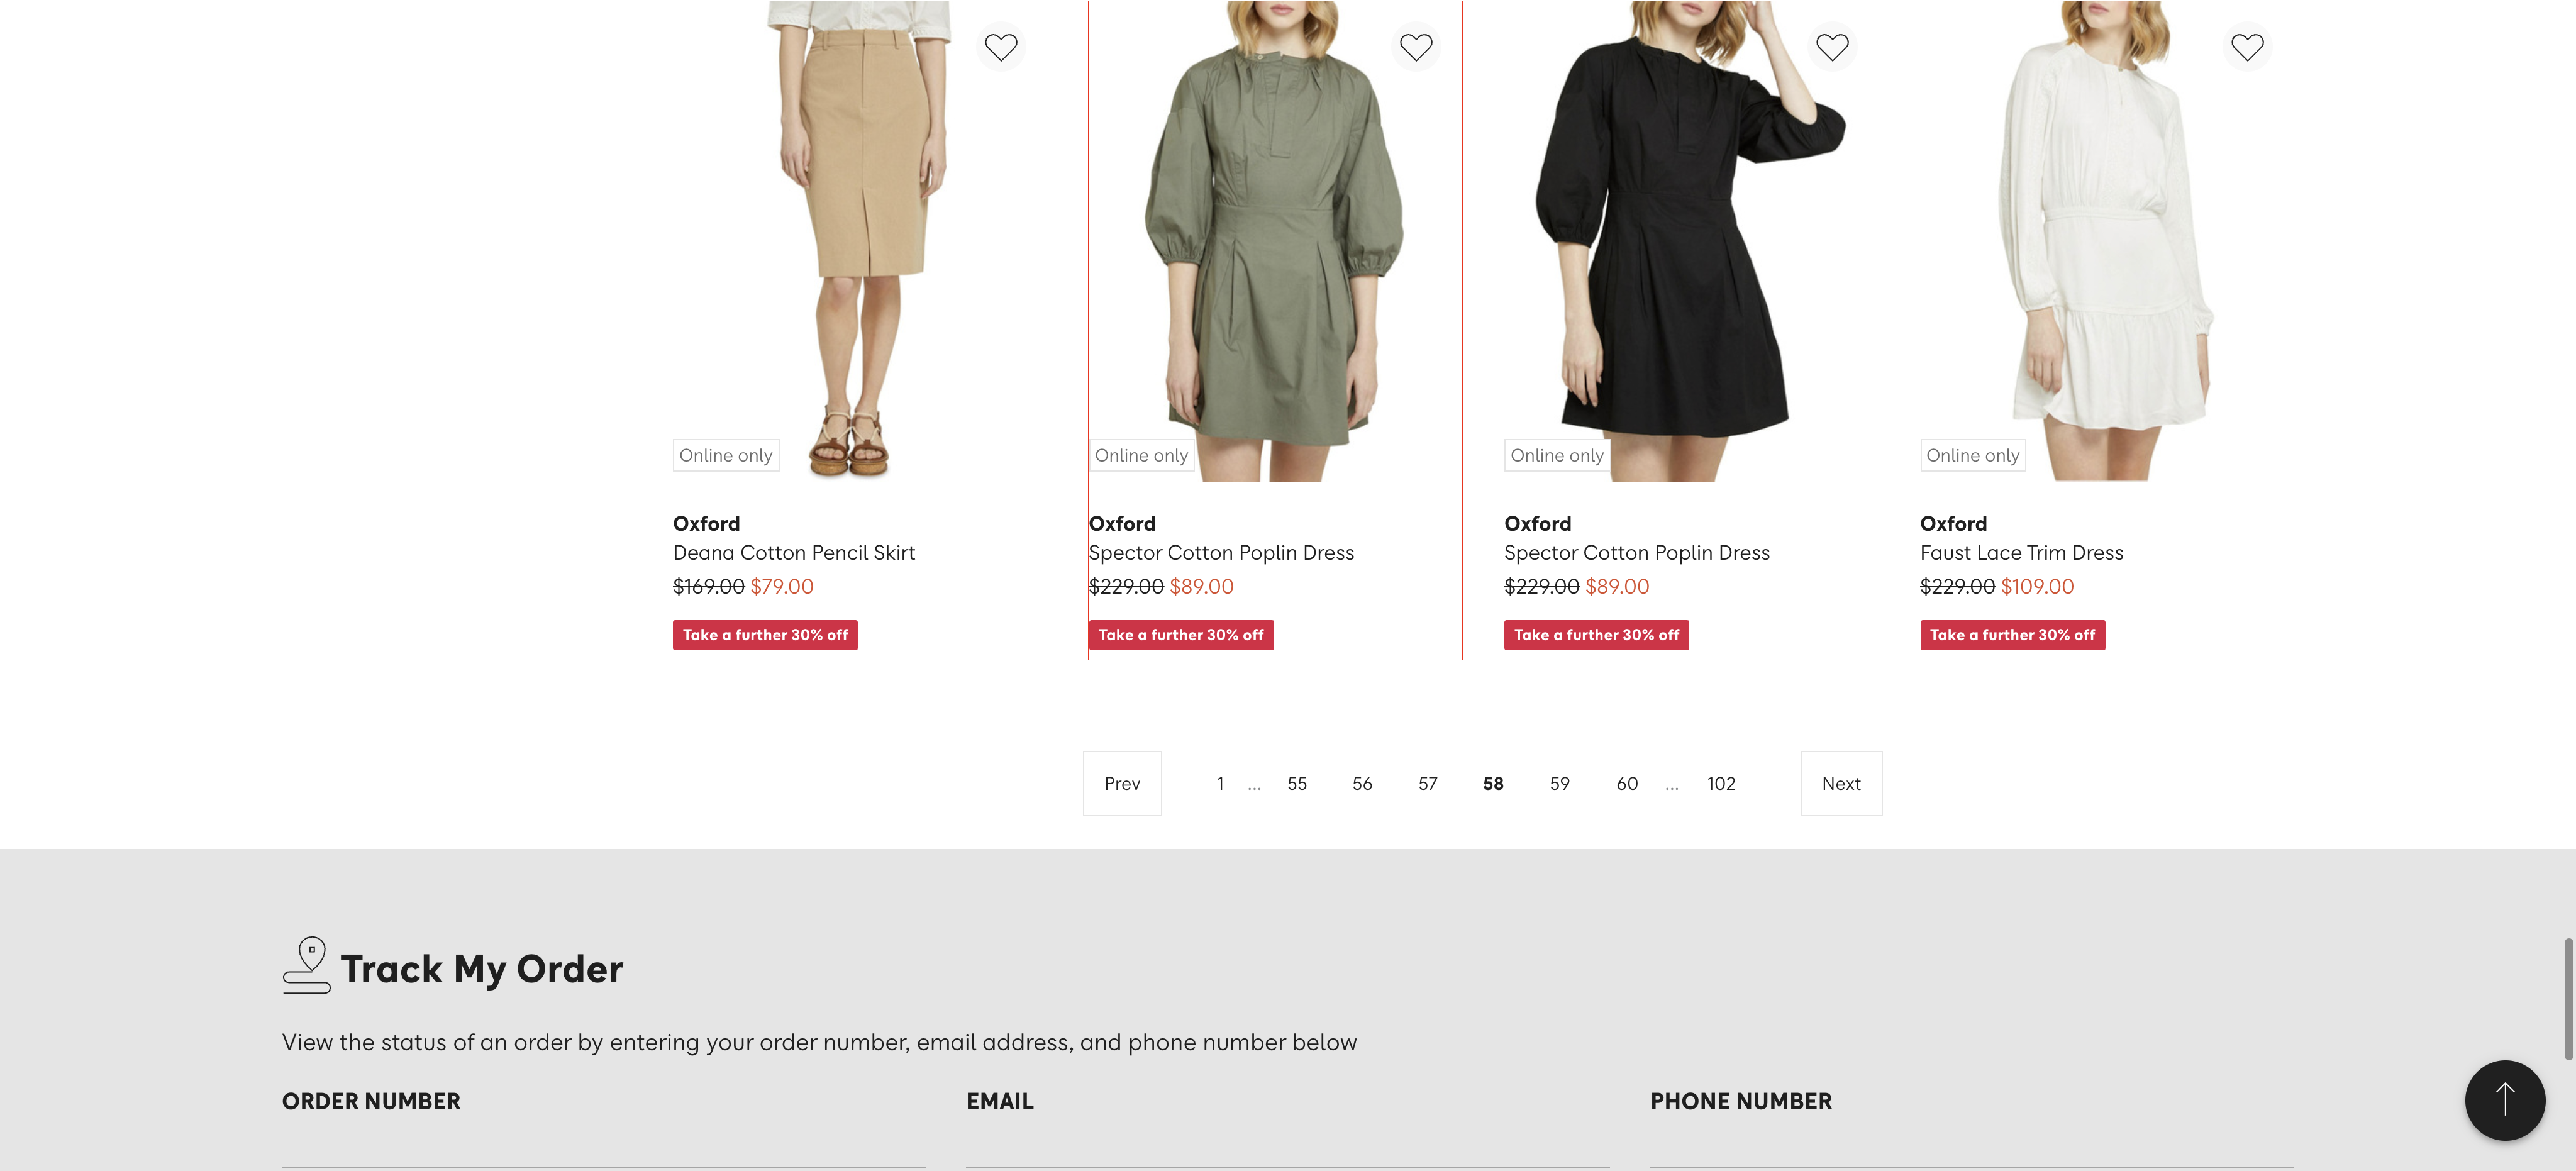 Online only
Online only
Online only
Online only
Oxford
Deana Cotton Pencil Skirt
$169.00 $79.00
Take a further 30% off
Oxford
Spector Cotton Poplin Dress
$229.00 $89.00
Take a further 30% off
Oxford
Spector Cotton Poplin Dress
$229.00 $89.00
Take a further 30% off
Oxford
Faust Lace Trim Dress
$229.00 $109.00
Take a further 30% off
Prev 1 ... 55 56 57 58 59 60 ... 102 Next
Track My Order
View the status of an order by entering your order number, email address, and phone number below
ORDER NUMBER
EMAIL
PHONE NUMBER